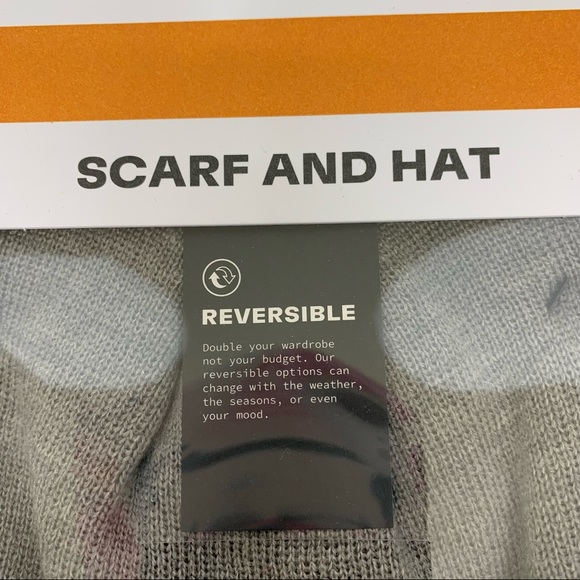 SCARF AND HAT
REVERSIBLE
Double your wardrobe
not your budget. Our
reversible options can
change with the weather,
the seasons, or even
your mood.